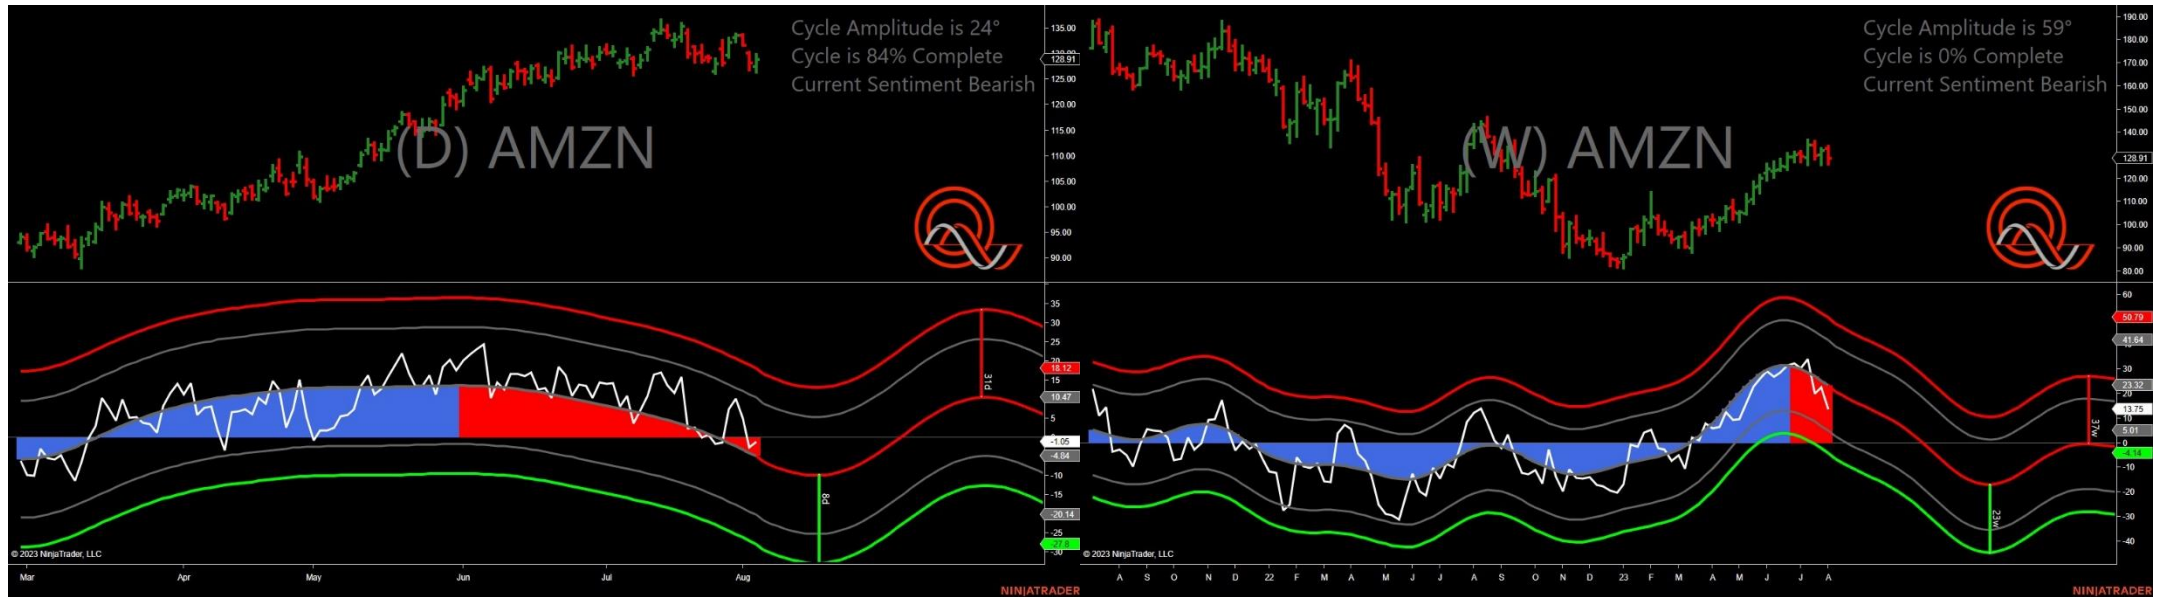 Cycle Amplitude is 24°
Cycle is 84% Complete
Current Sentiment Bearish
(D) AMZN
135.00
128.91
125.00
120.00
115.00
110.00
105.00
100.00
95.00
90.00
35
30
25
20
18.12
15
10.47
5
-1.05
-4.84
-10
-15
-20.14
-25
-27.8
-30
31d
8d
© 2023 NinjaTrader, LLC
Mar Apr May Jun Jul Aug
NINJATRADER
Cycle Amplitude is 59°
Cycle is 0% Complete
Current Sentiment Bearish
(W) AMZN
190.00
180.00
170.00
160.00
150.00
140.00
128.91
120.00
110.00
100.00
90.00
80.00
60
50.79
41.64
30
23.32
20
13.75
10
5.01
0
-4.14
-10
-20
-30
-40
37w
23w
© 2023 NinjaTrader, LLC
A S O N D 22 F M A M J J A S O N D 23 F M A M J J A
NINJATRADER